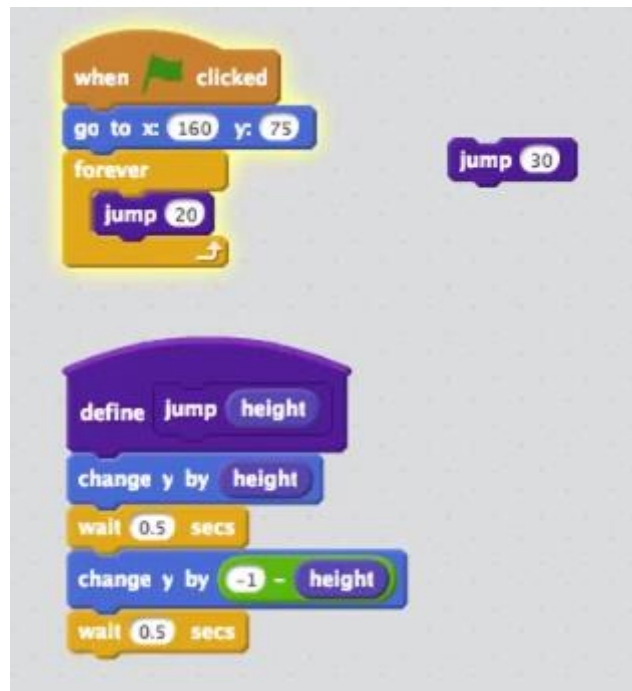 when clicked
go to x: 160 y: 75
forever
jump 20
jump 30
define jump height
change y by height
wait 0.5 secs
change y by -1 - height
wait 0.5 secs